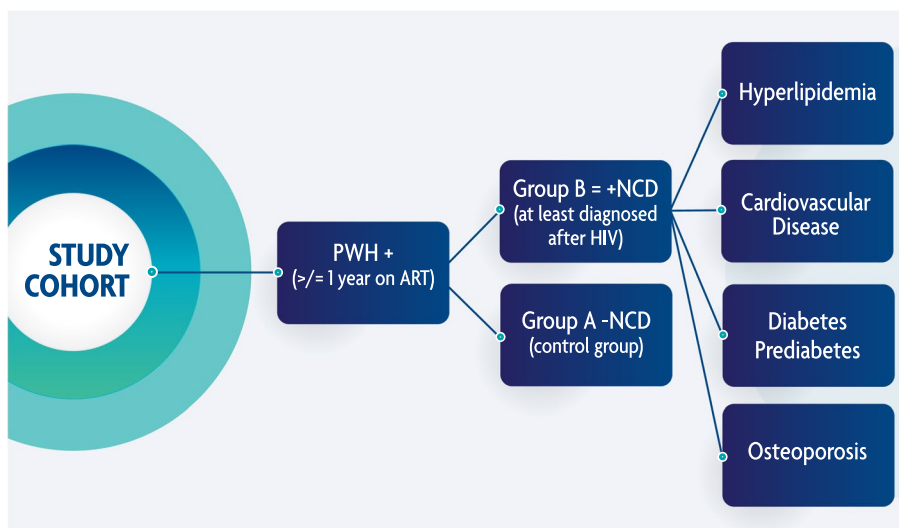 STUDY
COHORT
PWH +
(>/= 1 year on ART)
Group B = +NCD
(at least diagnosed
after HIV)
Group A -NCD
(control group)
Hyperlipidemia
Cardiovascular
Disease
Diabetes
Prediabetes
Osteoporosis